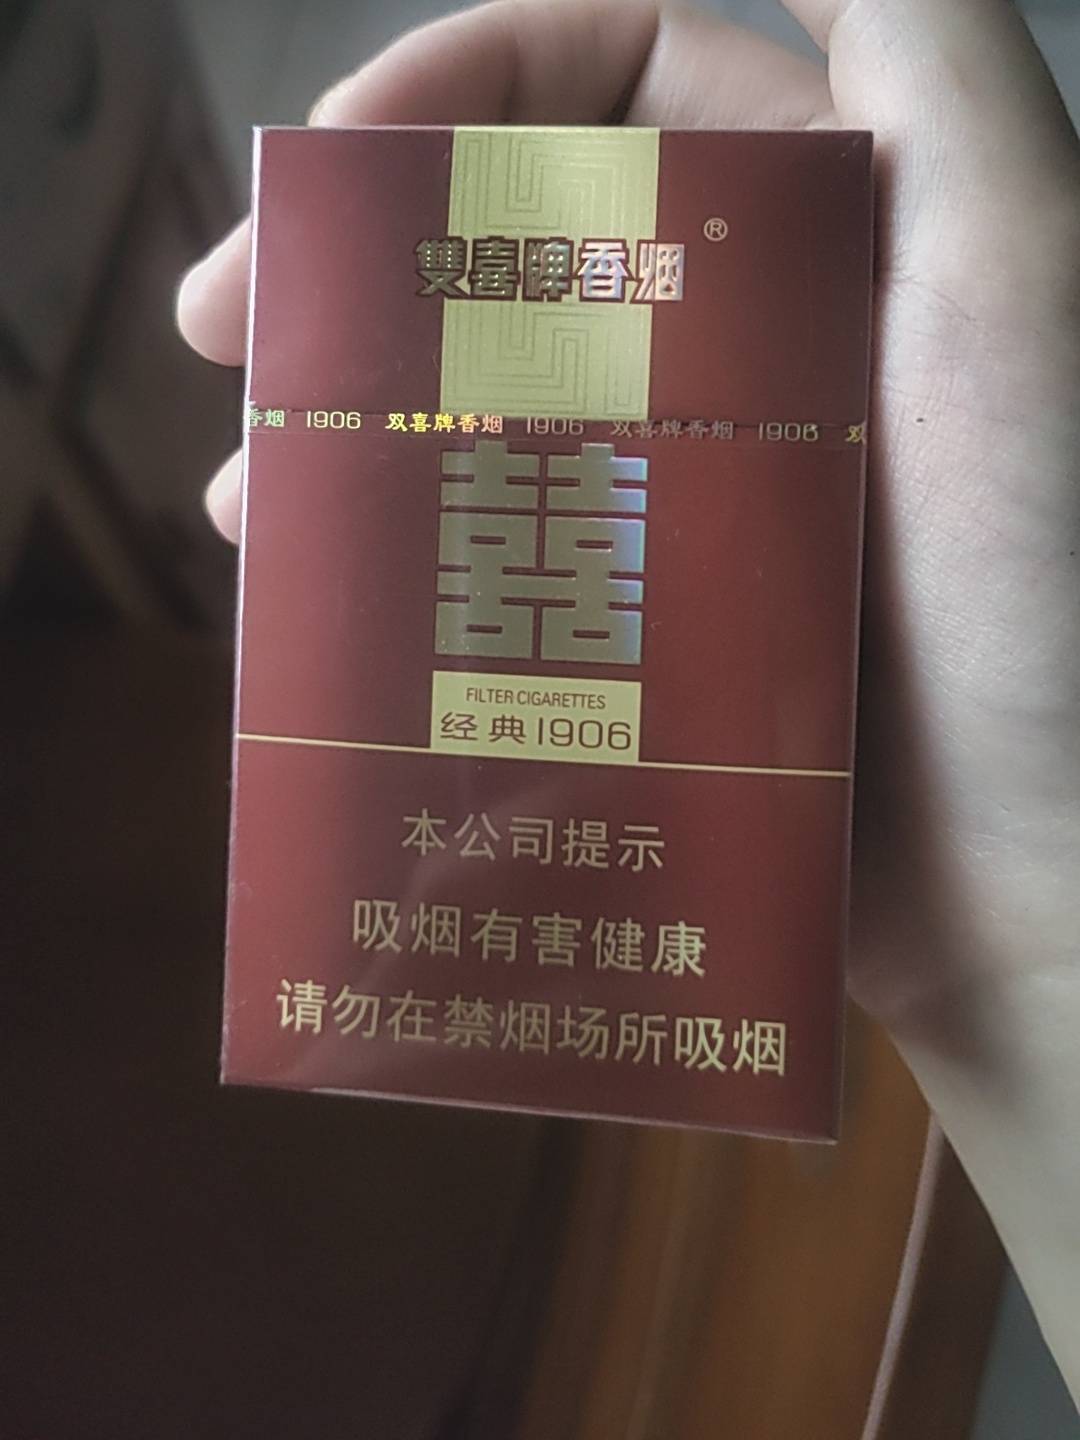 雙喜牌香烟 ®
香烟 1906 双喜牌香烟 1906 双喜牌香烟 1906 双
囍
FILTER CIGARETTES
经典1906
本公司提示
吸烟有害健康
请勿在禁烟场所吸烟